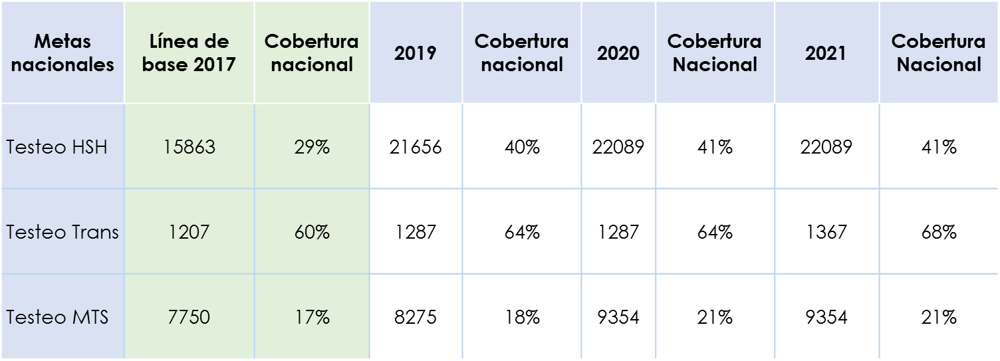 Metas nacionales
Línea de base 2017
Cobertura nacional
2019
Cobertura nacional
2020
Cobertura Nacional
2021
Cobertura Nacional
Testeo HSH 15863 29% 21656 40% 22089 41% 22089 41%
Testeo Trans 1207 60% 1287 64% 1287 64% 1367 68%
Testeo MTS 7750 17% 8275 18% 9354 21% 9354 21%